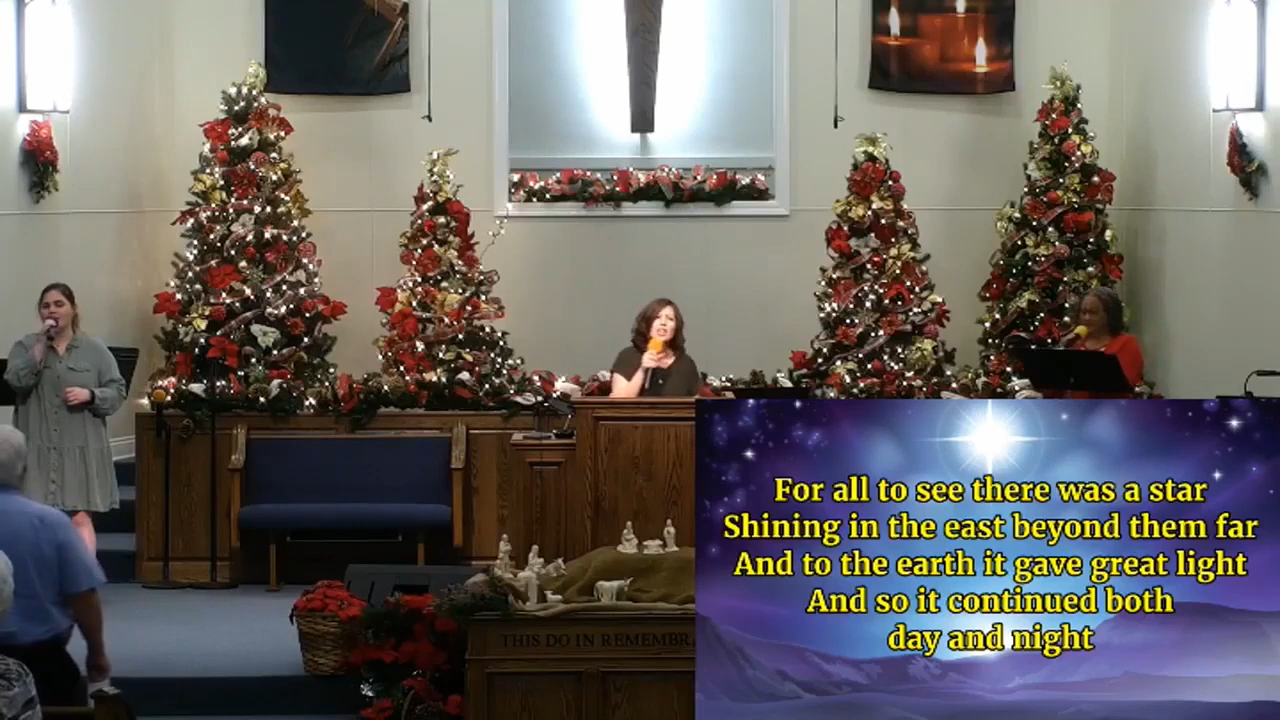 THIS DO IN REMEMBR
For all to see there was a star
Shining in the east beyond them far
And to the earth it gave great light
And so it continued both
day and night